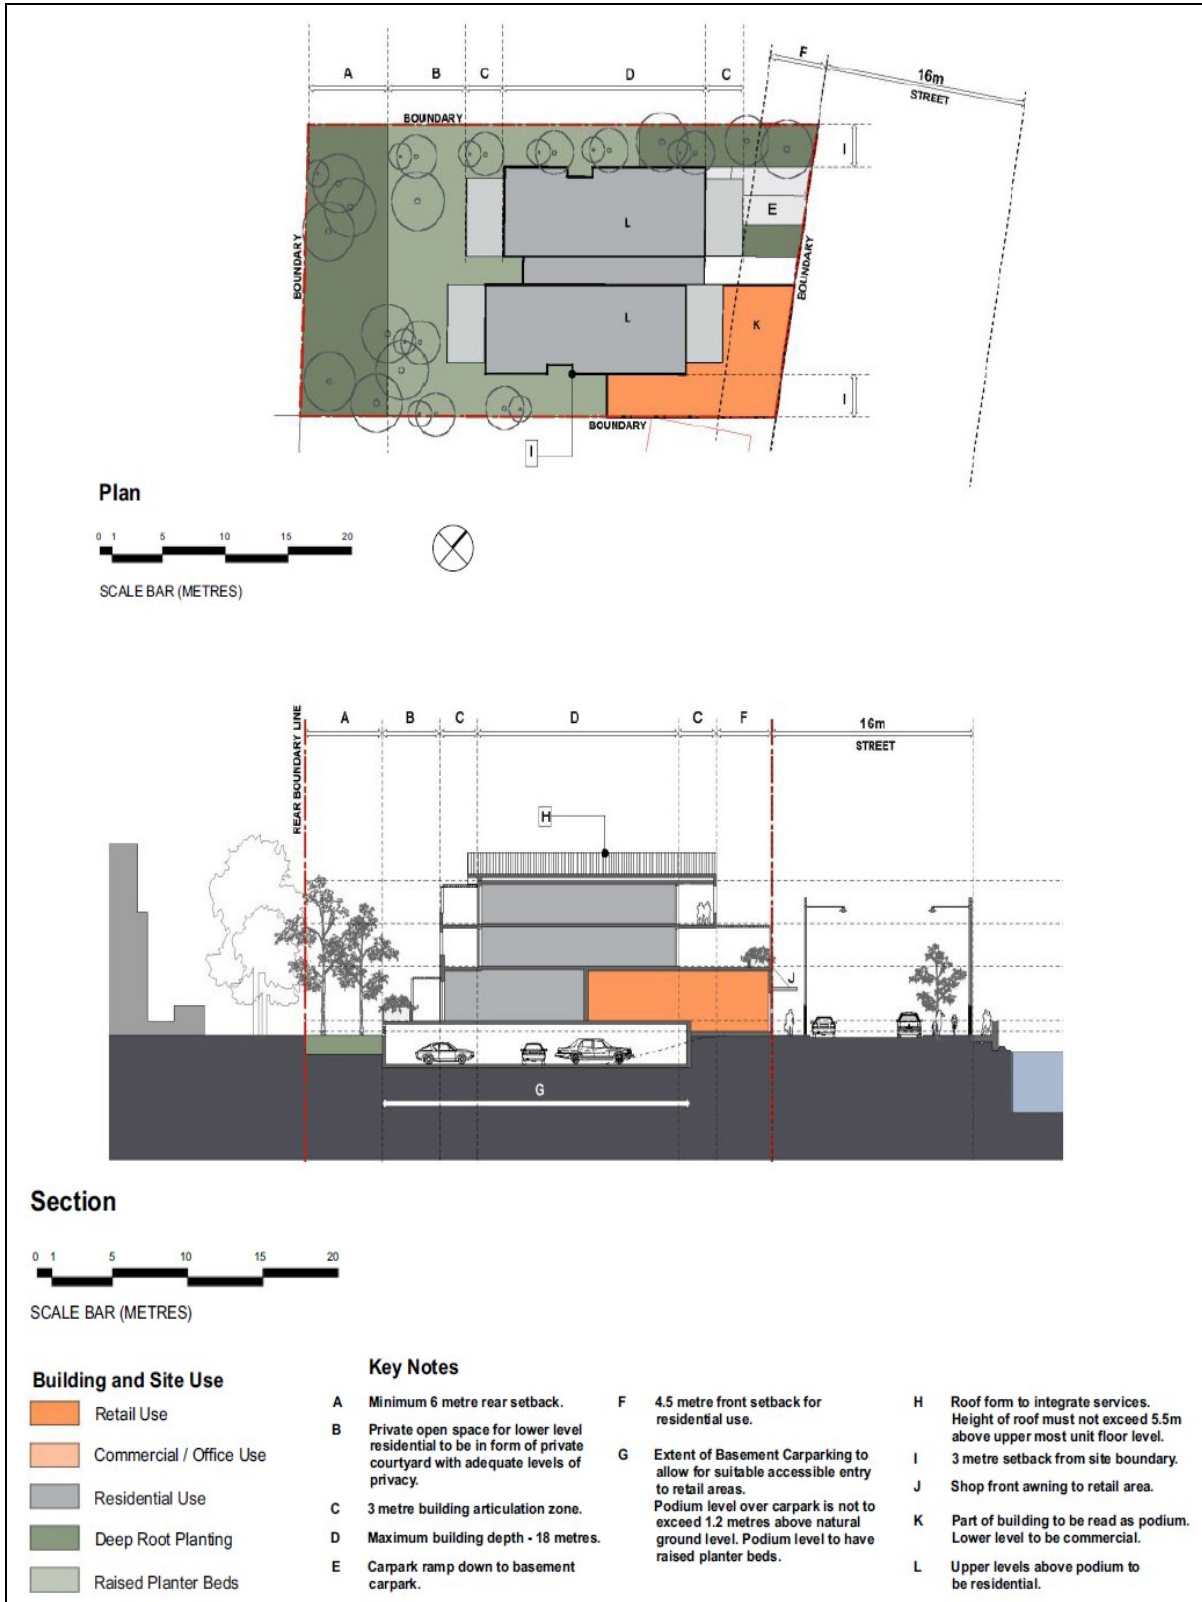 A B C D C F
16m
STREET
BOUNDARY
I
E
L
BOUNDARY
BOUNDARY
L
K
I
BOUNDARY
I
Plan
0 1 5 10 15 20
SCALE BAR (METRES)
REAR BOUNDARY LINE
A B C D C F 16m
STREET
H
J
G
Section
0 1 5 10 15 20
SCALE BAR (METRES)
Building and Site Use
Retail Use
Commercial / Office Use
Residential Use
Deep Root Planting
Raised Planter Beds
Key Notes
A Minimum 6 metre rear setback.
B Private open space for lower level
residential to be in form of private
courtyard with adequate levels of
privacy.
C 3 metre building articulation zone.
D Maximum building depth - 18 metres.
E Carpark ramp down to basement
carpark.
F 4.5 metre front setback for
residential use.
G Extent of Basement Carparking to
allow for suitable accessible entry
to retail areas.
Podium level over carpark is not to
exceed 1.2 metres above natural
ground level. Podium level to have
raised planter beds.
H Roof form to integrate services.
Height of roof must not exceed 5.5m
above upper most unit floor level.
I 3 metre setback from site boundary.
J Shop front awning to retail area.
K Part of building to be read as podium.
Lower level to be commercial.
L Upper levels above podium to
be residential.